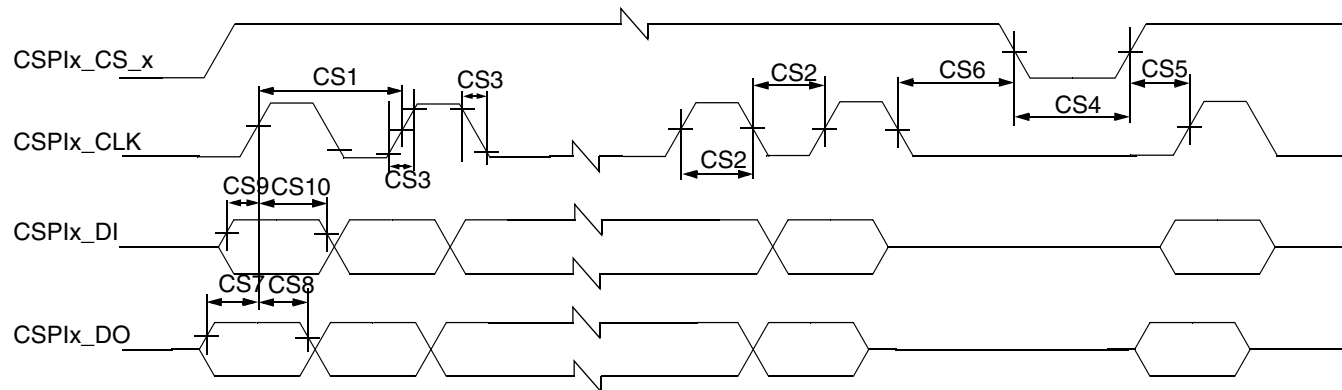 CSPIx_CS_x
CS1
CS3
CS2
CS6
CS5
CS4
CSPIx_CLK
CS3
CS2
CS9
CS10
CSPIx_DI
CS7
CS8
CSPIx_DO